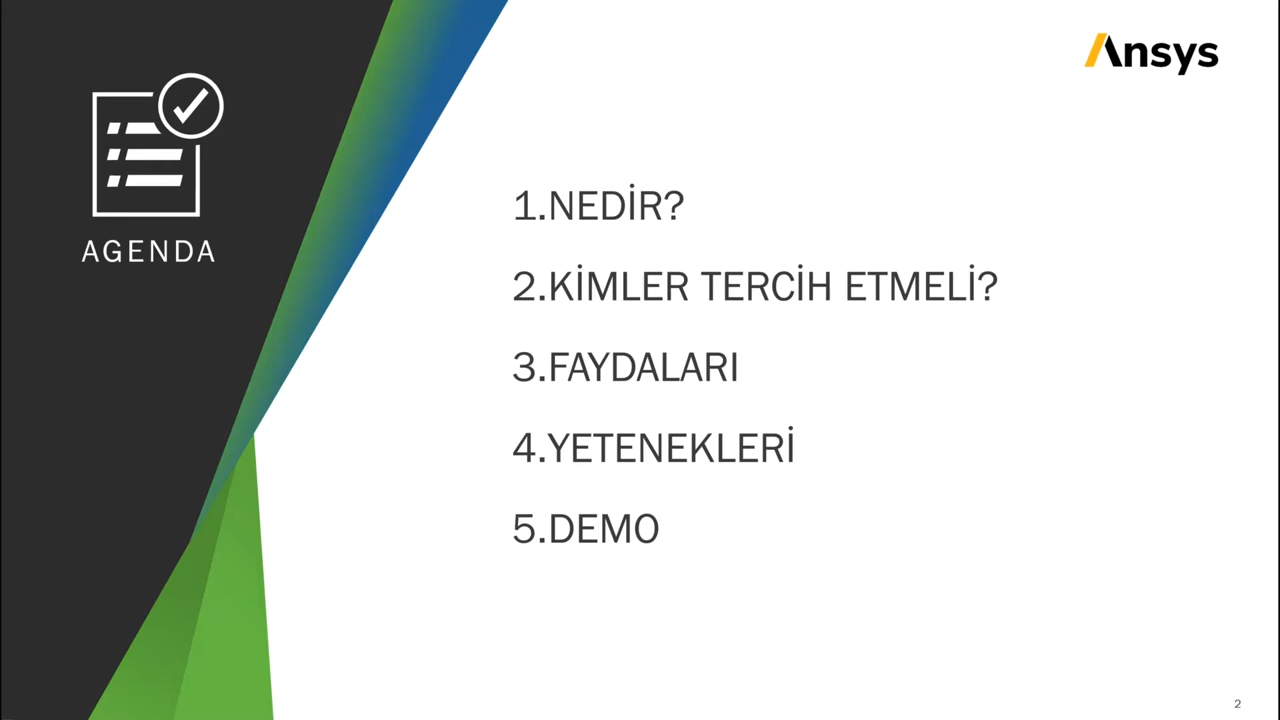 Ansys
AGENDA
1.NEDİR?
2.KİMLER TERCİH ETMELİ?
3.FAYDALARI
4.YETENEKLERİ
5.DEMO
2